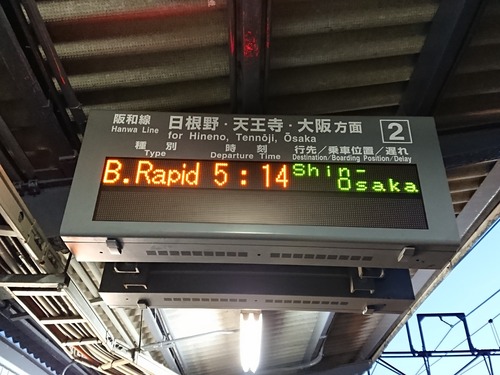 阪和線 日根野・天王寺・大阪方面 2
Hanwa Line for Hineno, Tennōji, Ōsaka
種別 時刻 行先/乗車位置/遅れ
Type Departure Time Destination/Boarding Position/Delay
B.Rapid 5:14 Shin-
Osaka